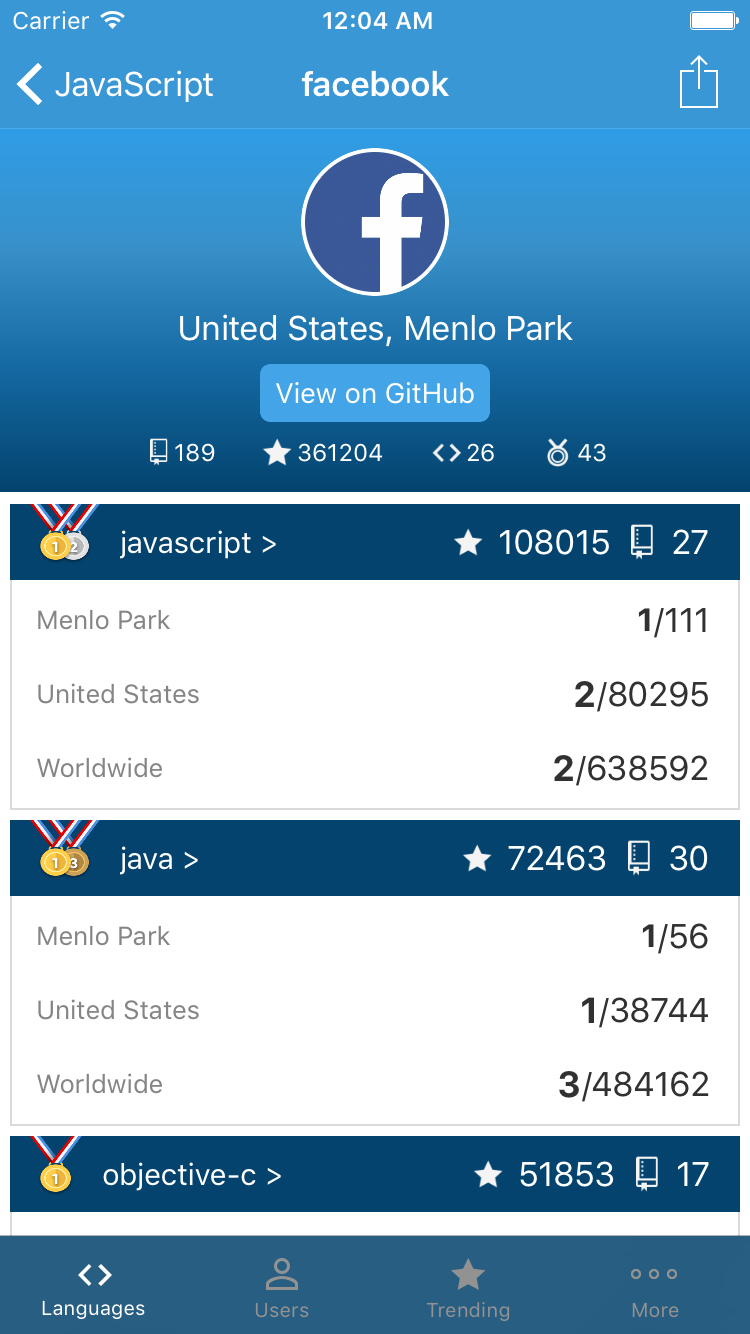 Carrier 12:04 AM
JavaScript facebook
f
United States, Menlo Park
View on GitHub
189 361204 26 43
1 2 javascript > 108015 27
Menlo Park 1/111
United States 2/80295
Worldwide 2/638592
1 3 java > 72463 30
Menlo Park 1/56
United States 1/38744
Worldwide 3/484162
1 objective-c > 51853 17
Languages Users Trending More